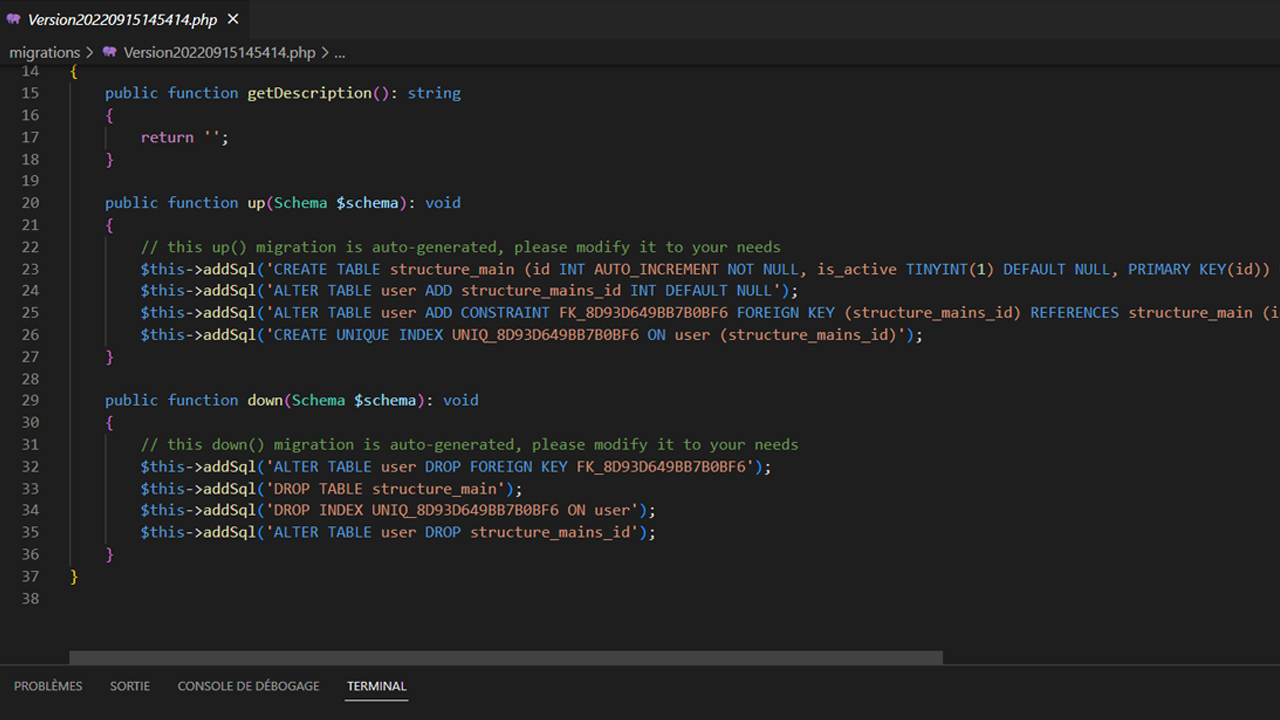 Version20220915145414.php ×
migrations > Version20220915145414.php > ...
14 {
15 public function getDescription(): string
16 {
17 return '';
18 }
19
20 public function up(Schema $schema): void
21 {
22 // this up() migration is auto-generated, please modify it to your needs
23 $this->addSql('CREATE TABLE structure_main (id INT AUTO_INCREMENT NOT NULL, is_active TINYINT(1) DEFAULT NULL, PRIMARY KEY(id))
24 $this->addSql('ALTER TABLE user ADD structure_mains_id INT DEFAULT NULL');
25 $this->addSql('ALTER TABLE user ADD CONSTRAINT FK_8D93D649BB7B0BF6 FOREIGN KEY (structure_mains_id) REFERENCES structure_main (i
26 $this->addSql('CREATE UNIQUE INDEX UNIQ_8D93D649BB7B0BF6 ON user (structure_mains_id)');
27 }
28
29 public function down(Schema $schema): void
30 {
31 // this down() migration is auto-generated, please modify it to your needs
32 $this->addSql('ALTER TABLE user DROP FOREIGN KEY FK_8D93D649BB7B0BF6');
33 $this->addSql('DROP TABLE structure_main');
34 $this->addSql('DROP INDEX UNIQ_8D93D649BB7B0BF6 ON user');
35 $this->addSql('ALTER TABLE user DROP structure_mains_id');
36 }
37 }
38
PROBLÈMES SORTIE CONSOLE DE DÉBOGAGE TERMINAL